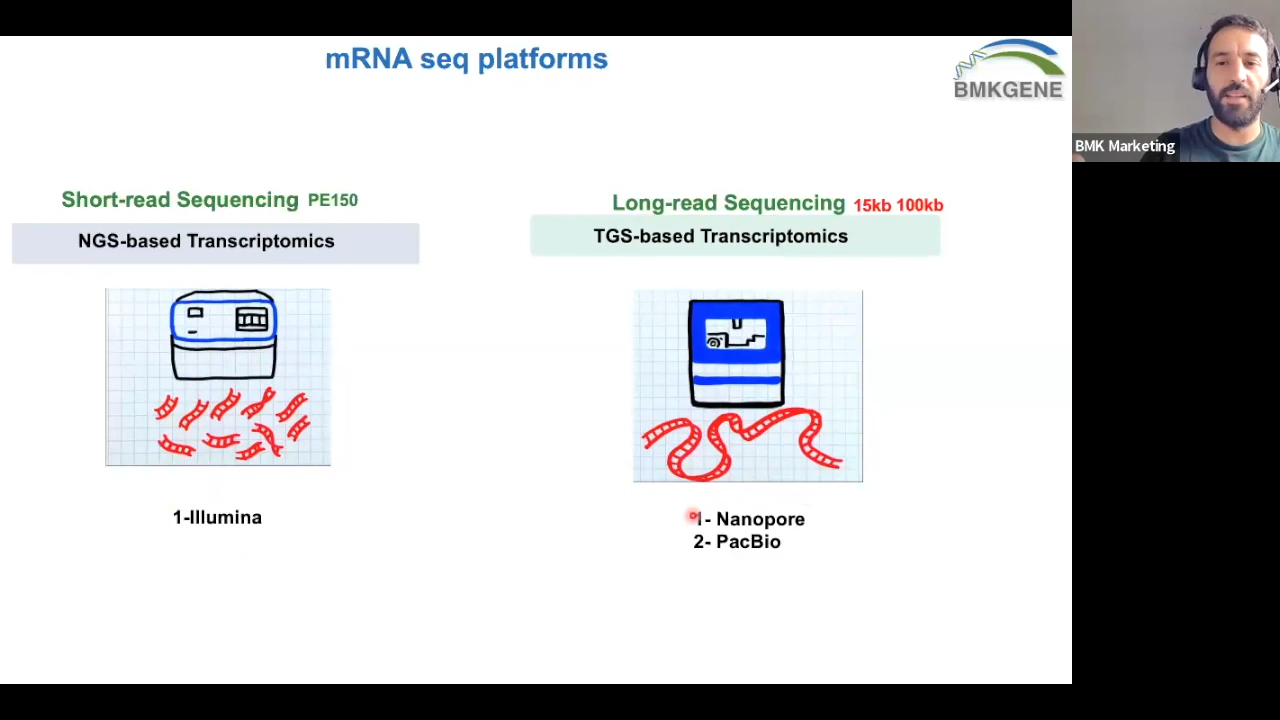 mRNA seq platforms
BMKGENE
BMK Marketing
Short-read Sequencing PE150
NGS-based Transcriptomics
1-Illumina
Long-read Sequencing 15kb 100kb
TGS-based Transcriptomics
1- Nanopore
2- PacBio